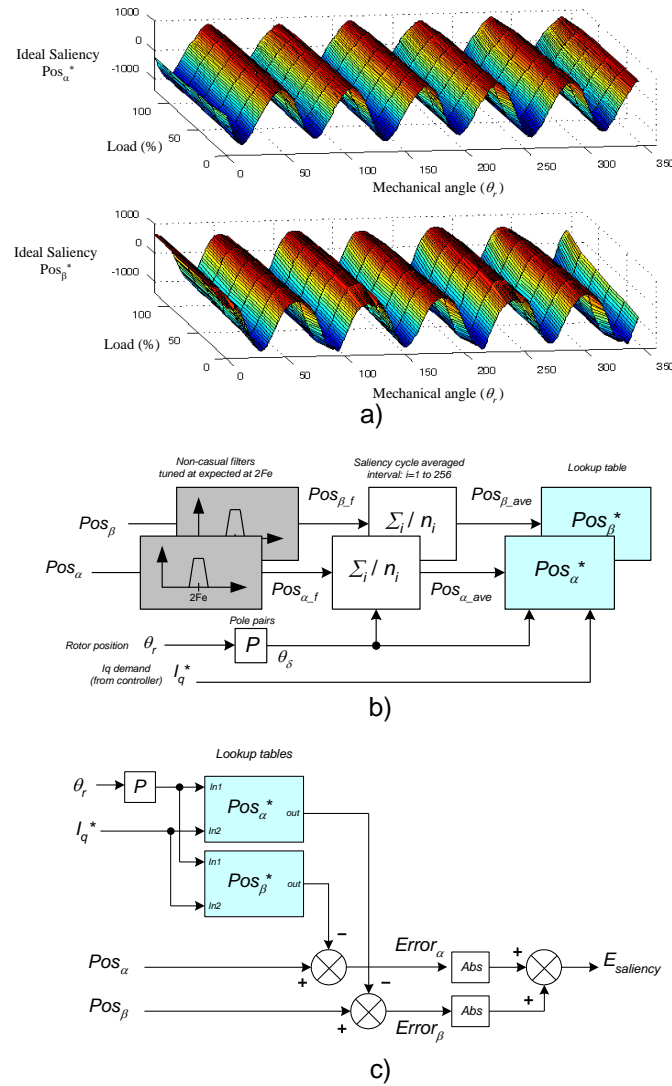 1000
0
-1000
Ideal Saliency
Posα*
100
50
0
Load (%)
0 50 100 150 200 250 300 350
Mechanical angle (θr)
1000
0
-1000
Ideal Saliency
Posβ*
100
50
0
Load (%)
0 50 100 150 200 250 300 350
Mechanical angle (θr)
a)
Non-casual filters
tuned at expected at 2Fe
Saliency cycle averaged
interval: i=1 to 256
Lookup table
Posβ
Posβ_f
Σi / ni
Posβ_ave
Posβ*
Posα
2Fe
Posα_f
Σi / ni
Posα_ave
Posα*
Pole pairs
Rotor position θr P θδ
Iq demand
(from controller) Iq*
b)
Lookup tables
θr P In1 Posα* out
Iq* In2
In1 Posβ* out
In2
−
Posα + Errorα Abs + Esaliency
−
Posβ + Errorβ Abs +
c)